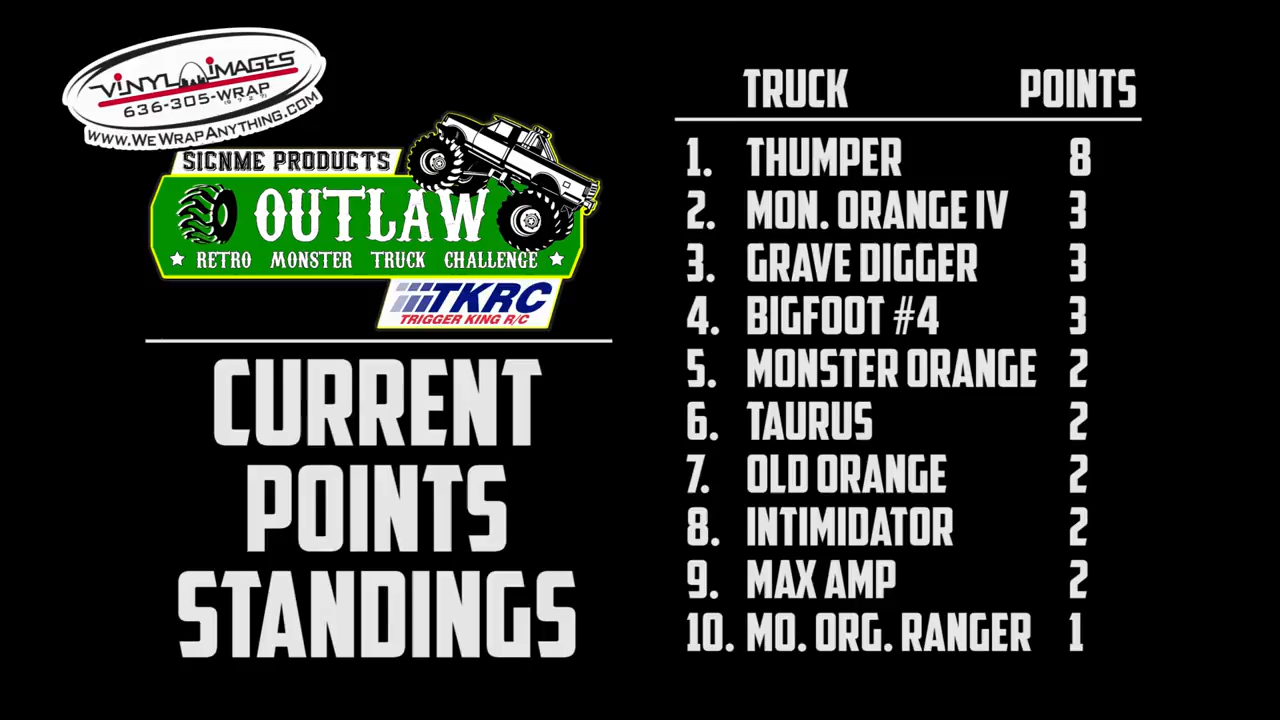 VINYL IMAGES
636-305-WRAP
(9727)
WWW.WEWRAPANYTHING.COM
SICNME PRODUCTS
OUTLAW
RETRO MONSTER TRUCK CHALLENGE
TKRC
TRIGGER KING R/C
CURRENT
POINTS
STANDINGS
TRUCK POINTS
1. THUMPER 8
2. MON. ORANGE IV 3
3. GRAVE DIGGER 3
4. BIGFOOT #4 3
5. MONSTER ORANGE 2
6. TAURUS 2
7. OLD ORANGE 2
8. INTIMIDATOR 2
9. MAX AMP 2
10. MO. ORG. RANGER 1